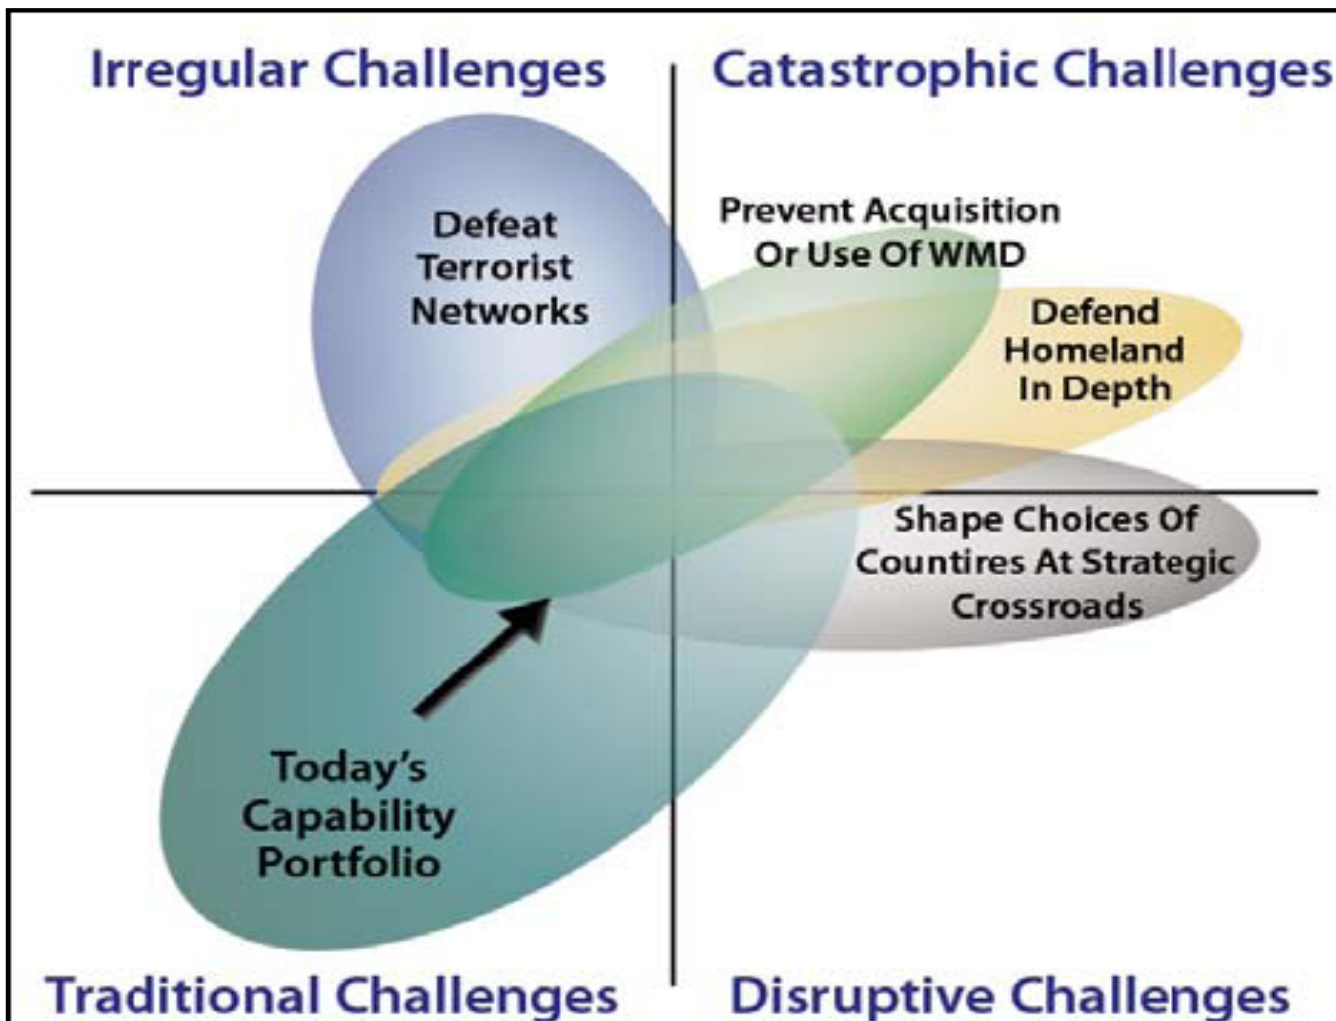 Irregular Challenges
Catastrophic Challenges
Defeat
Terrorist
Networks
Prevent Acquisition
Or Use Of WMD
Defend
Homeland
In Depth
Shape Choices Of
Countires At Strategic
Crossroads
Today's
Capability
Portfolio
Traditional Challenges
Disruptive Challenges